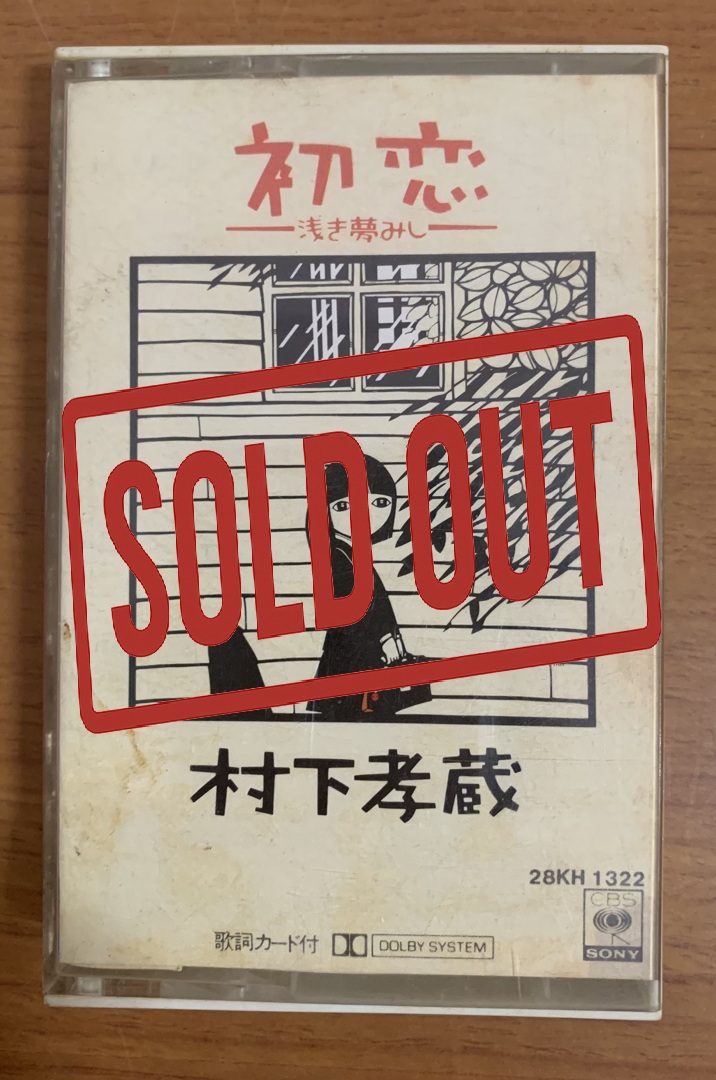 初恋
浅き夢みし
SOLD OUT
村下孝蔵
28KH 1322
CBS
SONY
歌詞カード付 DOLBY SYSTEM